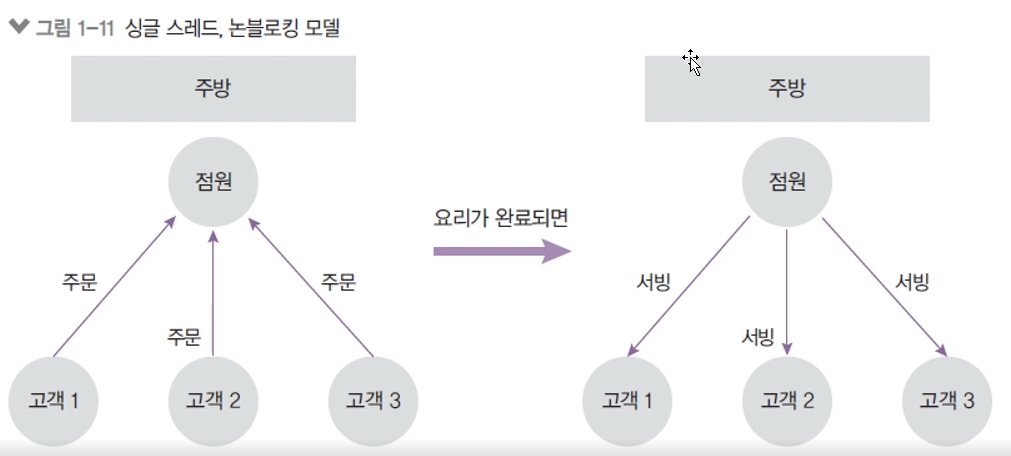 그림 1-11 싱글 스레드, 논블로킹 모델
주방
점원
주문
주문
주문
고객 1
고객 2
고객 3
요리가 완료되면
주방
점원
서빙
서빙
서빙
고객 1
고객 2
고객 3